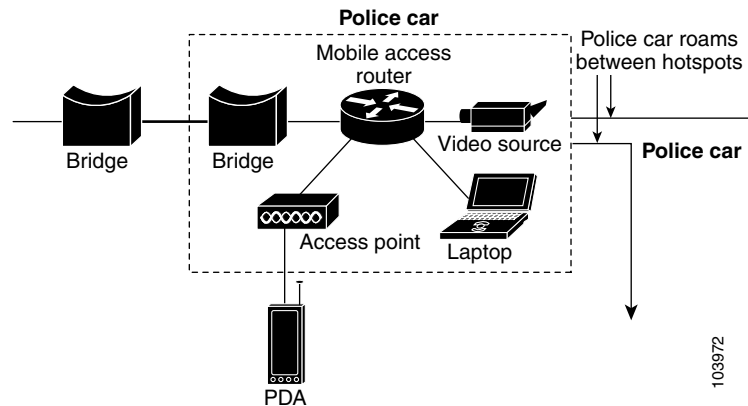 Police car
Mobile access
router
Police car roams
between hotspots
Bridge
Bridge
Video source
Police car
Access point
Laptop
PDA
103972